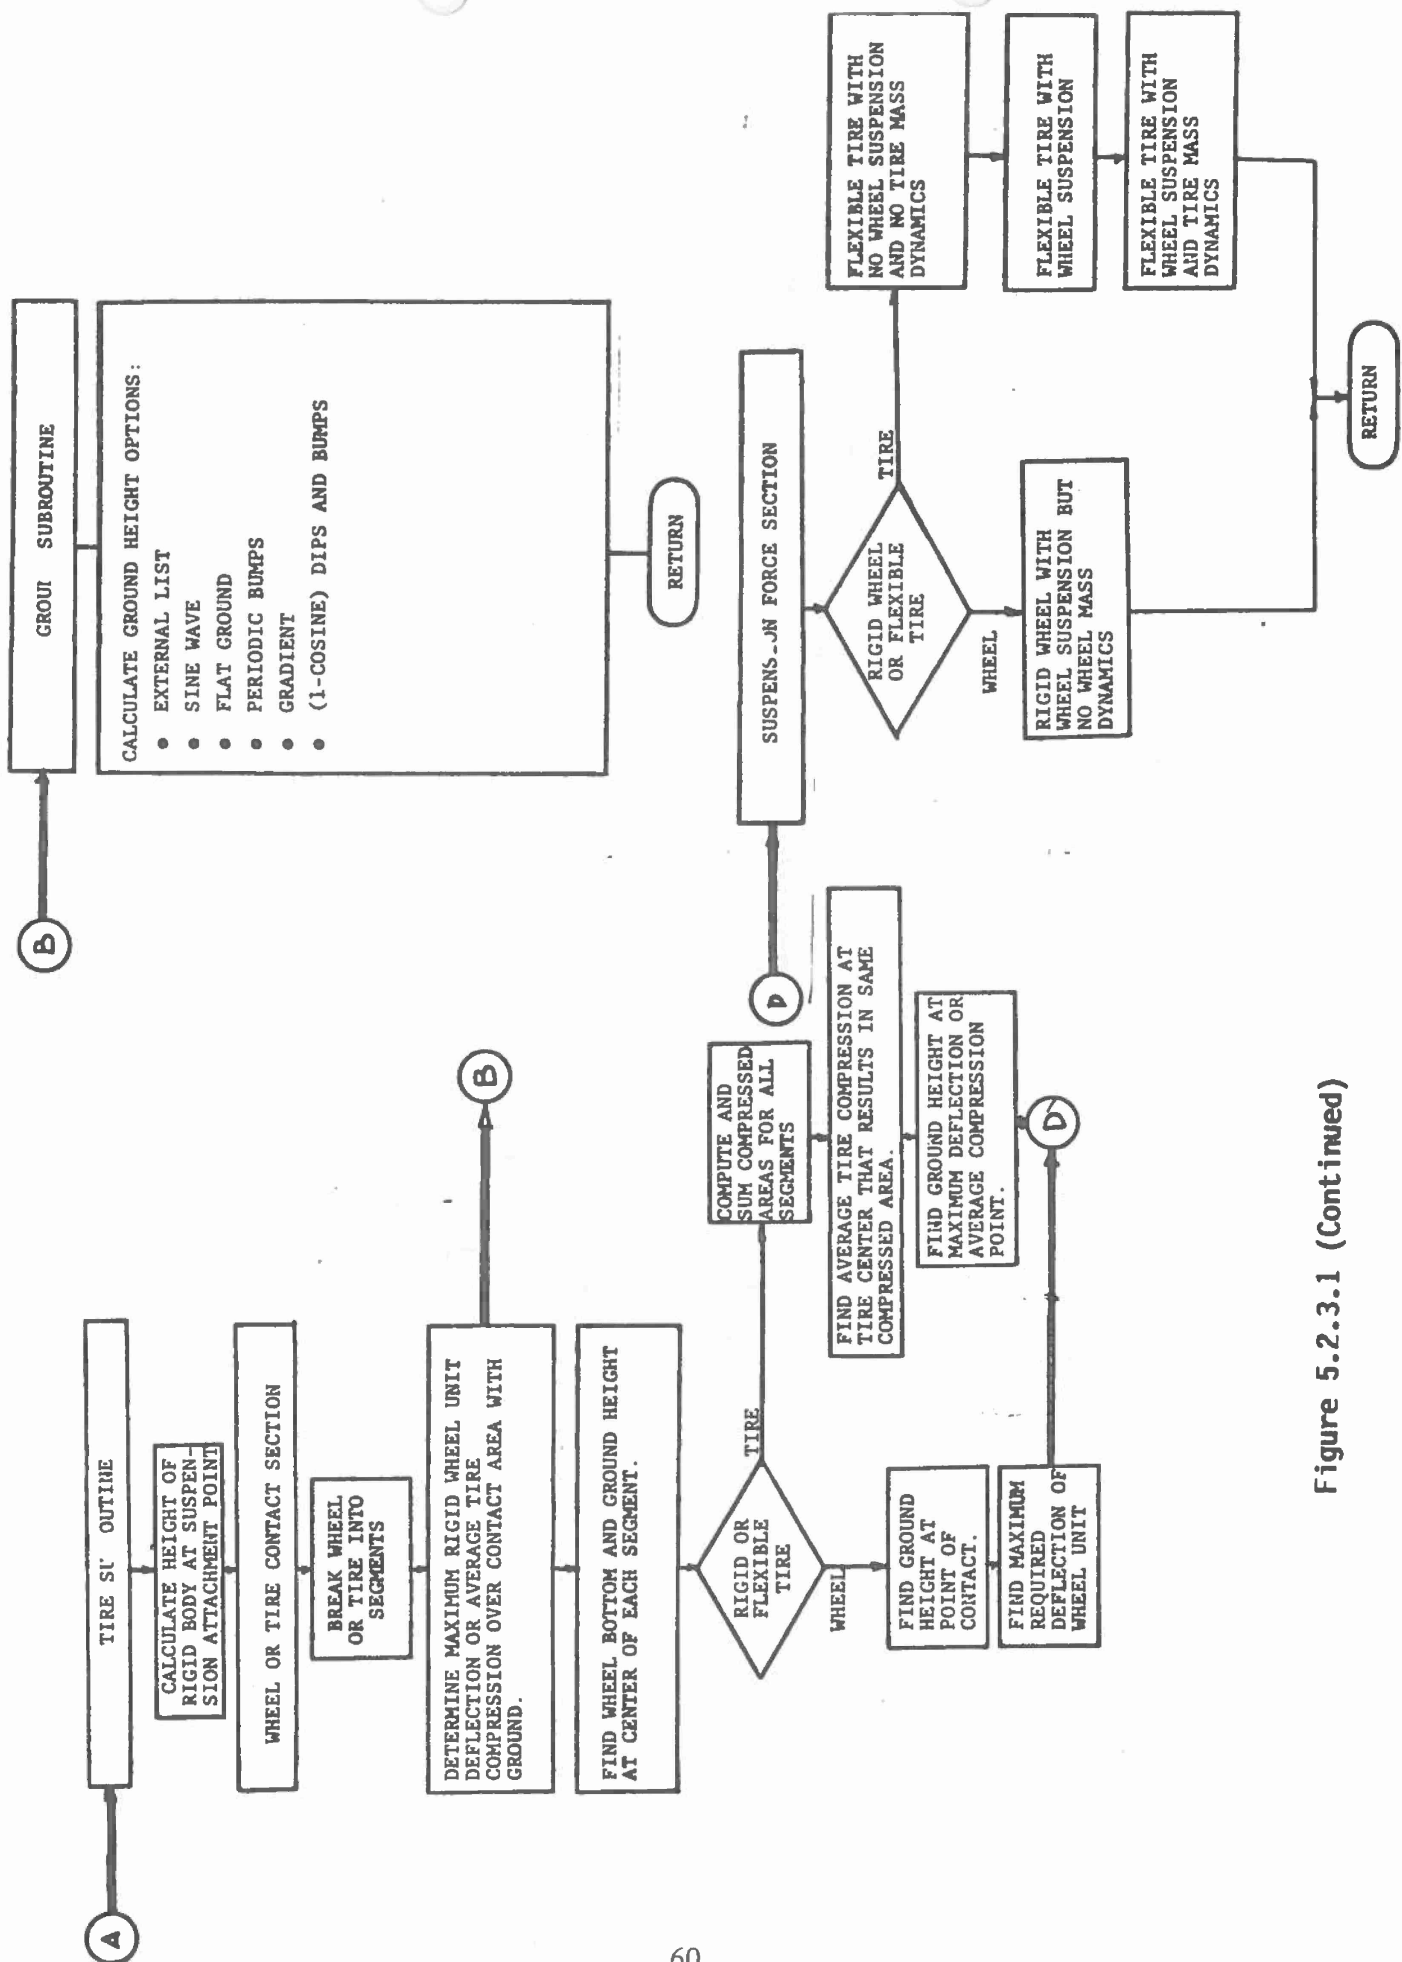 A
TIRE SU OUTINE
CALCULATE HEIGHT OF
RIGID BODY AT SUSPEN-
SION ATTACHMENT POINT
WHEEL OR TIRE CONTACT SECTION
BREAK WHEEL
OR TIRE INTO
SEGMENTS
DETERMINE MAXIMUM RIGID WHEEL UNIT
DEFLECTION OR AVERAGE TIRE
COMPRESSION OVER CONTACT AREA WITH
GROUND.
B
FIND WHEEL BOTTOM AND GROUND HEIGHT
AT CENTER OF EACH SEGMENT.
RIGID OR
FLEXIBLE
TIRE
TIRE
WHEEL
FIND GROUND
HEIGHT AT
POINT OF
CONTACT.
FIND MAXIMUM
REQUIRED
DEFLECTION OF
WHEEL UNIT
COMPUTE AND
SUM COMPRESSED
AREAS FOR ALL
SEGMENTS
FIND AVERAGE TIRE COMPRESSION AT
TIRE CENTER THAT RESULTS IN SAME
COMPRESSED AREA.
FIND GROUND HEIGHT AT
MAXIMUM DEFLECTION OR
AVERAGE COMPRESSION
POINT.
D
B
GROUI SUBROUTINE
CALCULATE GROUND HEIGHT OPTIONS:
• EXTERNAL LIST
• SINE WAVE
• FLAT GROUND
• PERIODIC BUMPS
• GRADIENT
• (1-COSINE) DIPS AND BUMPS
RETURN
D
SUSPENS.JN FORCE SECTION
RIGID WHEEL
OR FLEXIBLE
TIRE
TIRE
WHEEL
RIGID WHEEL WITH
WHEEL SUSPENSION BUT
NO WHEEL MASS
DYNAMICS
FLEXIBLE TIRE WITH
NO WHEEL SUSPENSION
AND NO TIRE MASS
DYNAMICS
FLEXIBLE TIRE WITH
WHEEL SUSPENSION
FLEXIBLE TIRE WITH
WHEEL SUSPENSION
AND TIRE MASS
DYNAMICS
RETURN
Figure 5.2.3.1 (Continued)
60